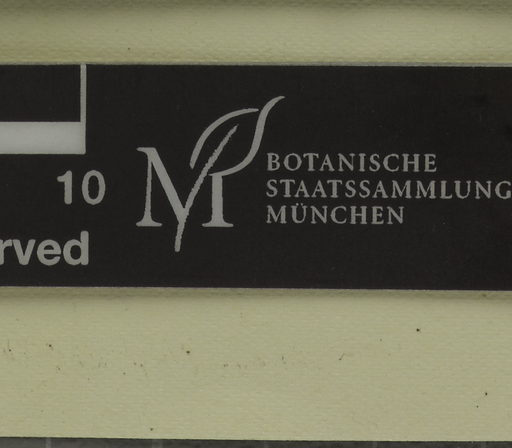 10
rved
BOTANISCHE
STAATSSAMMLUNG
MÜNCHEN